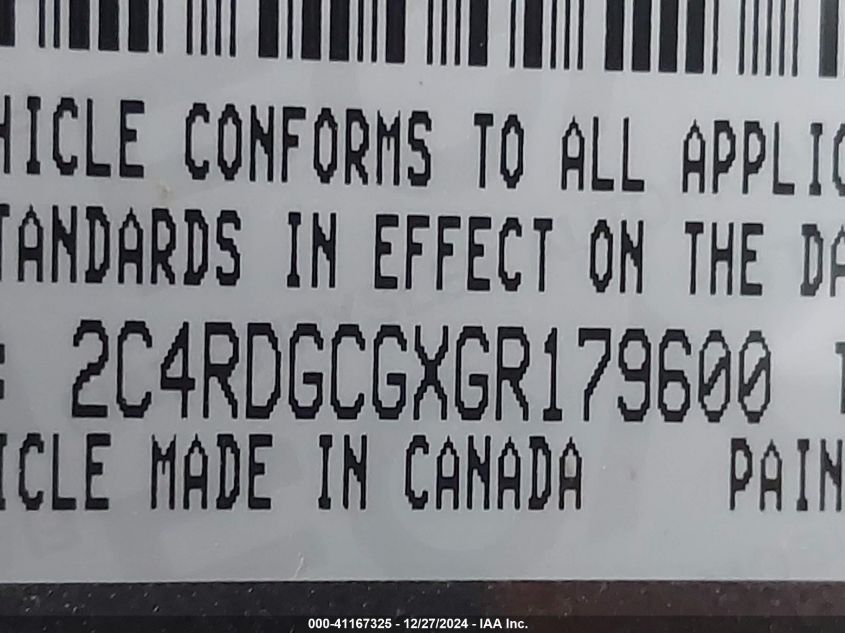 HICLE CONFORMS TO ALL APPLIC
TANDARDS IN EFFECT ON THE DA
: 2C4RDGCGXGR179600 T
ICLE MADE IN CANADA PAIN
000-41167325 - 12/27/2024 - IAA Inc.